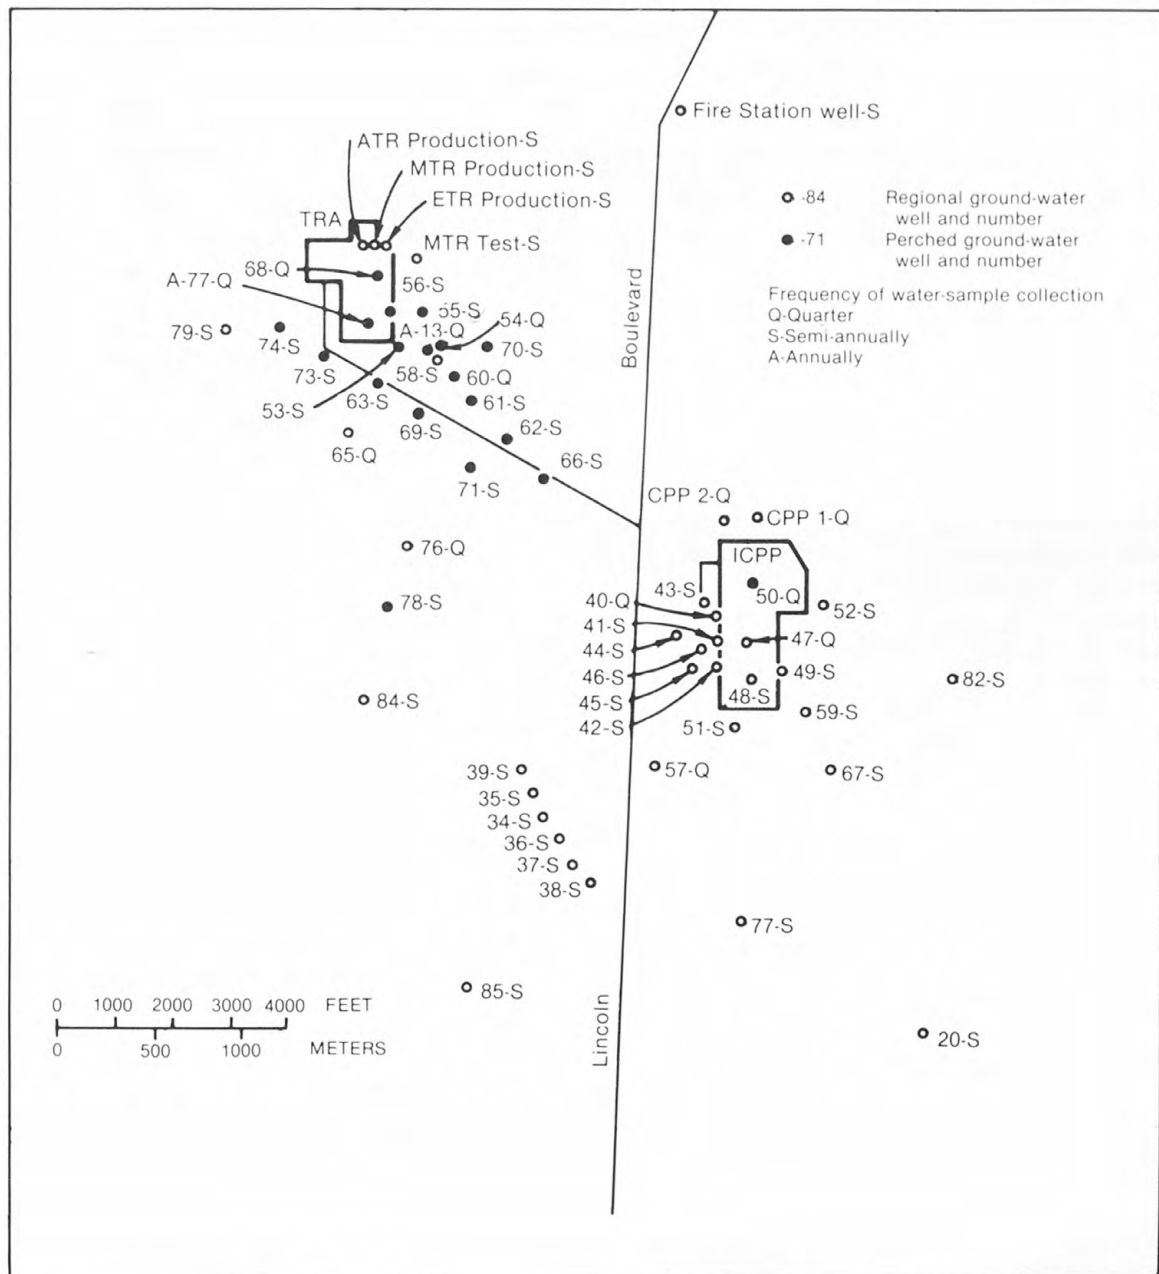 Fire Station well-S
ATR Production-S
MTR Production-S
ETR Production-S
TRA
MTR Test-S
-84 Regional ground-water
well and number
-71 Perched ground-water
well and number
Frequency of water-sample collection
Q-Quarter
S-Semi-annually
A-Annually
68-Q
A-77-Q
56-S
55-S
54-Q
A-13-Q
79-S
74-S
70-S
73-S
58-S
60-Q
53-S
63-S
61-S
69-S
62-S
65-Q
66-S
71-S
Boulevard
CPP 2-Q
CPP 1-Q
76-Q
ICPP
78-S
43-S
50-Q
40-Q
52-S
41-S
44-S
47-Q
46-S
49-S
45-S
48-S
82-S
42-S
84-S
59-S
51-S
39-S
57-Q
67-S
35-S
34-S
36-S
37-S
38-S
77-S
85-S
0 1000 2000 3000 4000 FEET
0 500 1000 METERS
Lincoln
20-S